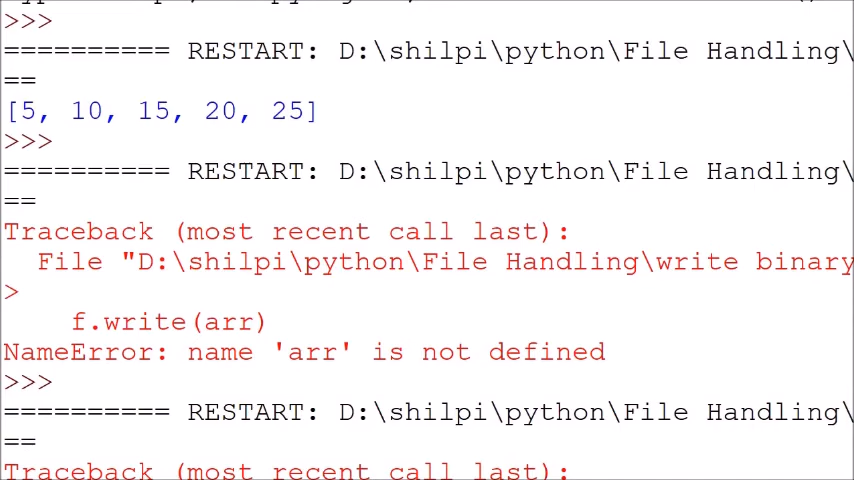 >>>
========== RESTART: D:\shilpi\python\File Handling\
==
[5, 10, 15, 20, 25]
>>>
========== RESTART: D:\shilpi\python\File Handling\
==
Traceback (most recent call last):
  File "D:\shilpi\python\File Handling\write binary
>
    f.write(arr)
NameError: name 'arr' is not defined
>>>
========== RESTART: D:\shilpi\python\File Handling\
==
Traceback (most recent call last):